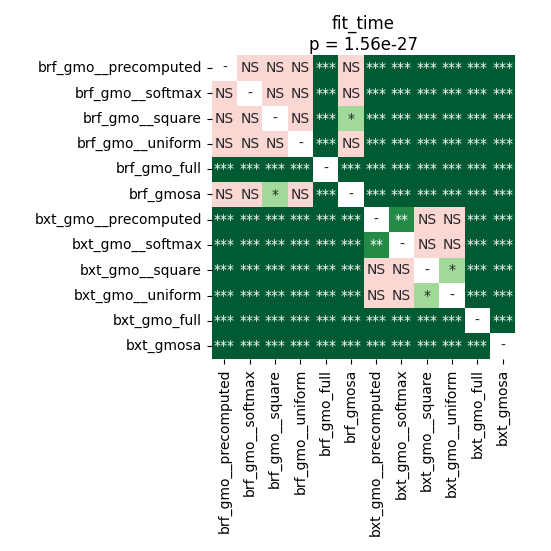 fit_time
p = 1.56e-27
brf_gmo__precomputed - NS NS NS *** NS *** *** *** *** *** ***
brf_gmo__softmax NS - NS NS *** NS *** *** *** *** *** ***
brf_gmo__square NS NS - NS *** * *** *** *** *** *** ***
brf_gmo__uniform NS NS NS - *** NS *** *** *** *** *** ***
brf_gmo_full *** *** *** *** - *** *** *** *** *** *** ***
brf_gmosa NS NS * NS *** - *** *** *** *** *** ***
bxt_gmo__precomputed *** *** *** *** *** *** - ** NS NS *** ***
bxt_gmo__softmax *** *** *** *** *** *** ** - NS NS *** ***
bxt_gmo__square *** *** *** *** *** *** NS NS - * *** ***
bxt_gmo__uniform *** *** *** *** *** *** NS NS * - *** ***
bxt_gmo_full *** *** *** *** *** *** *** *** *** *** - ***
bxt_gmosa *** *** *** *** *** *** *** *** *** *** *** -
brf_gmo__precomputed
brf_gmo__softmax
brf_gmo__square
brf_gmo__uniform
brf_gmo_full
brf_gmosa
bxt_gmo__precomputed
bxt_gmo__softmax
bxt_gmo__square
bxt_gmo__uniform
bxt_gmo_full
bxt_gmosa